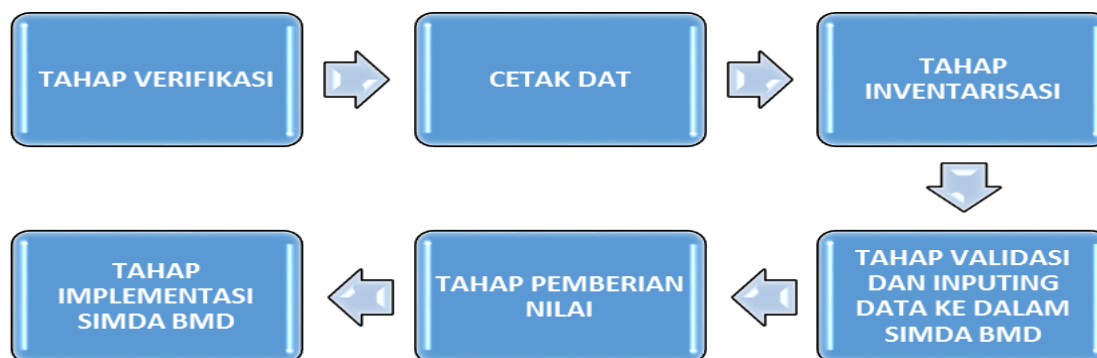 TAHAP VERIFIKASI
CETAK DAT
TAHAP
INVENTARISASI
TAHAP VALIDASI
DAN INPUTING
DATA KE DALAM
SIMDA BMD
TAHAP PEMBERIAN
NILAI
TAHAP
IMPLEMENTASI
SIMDA BMD